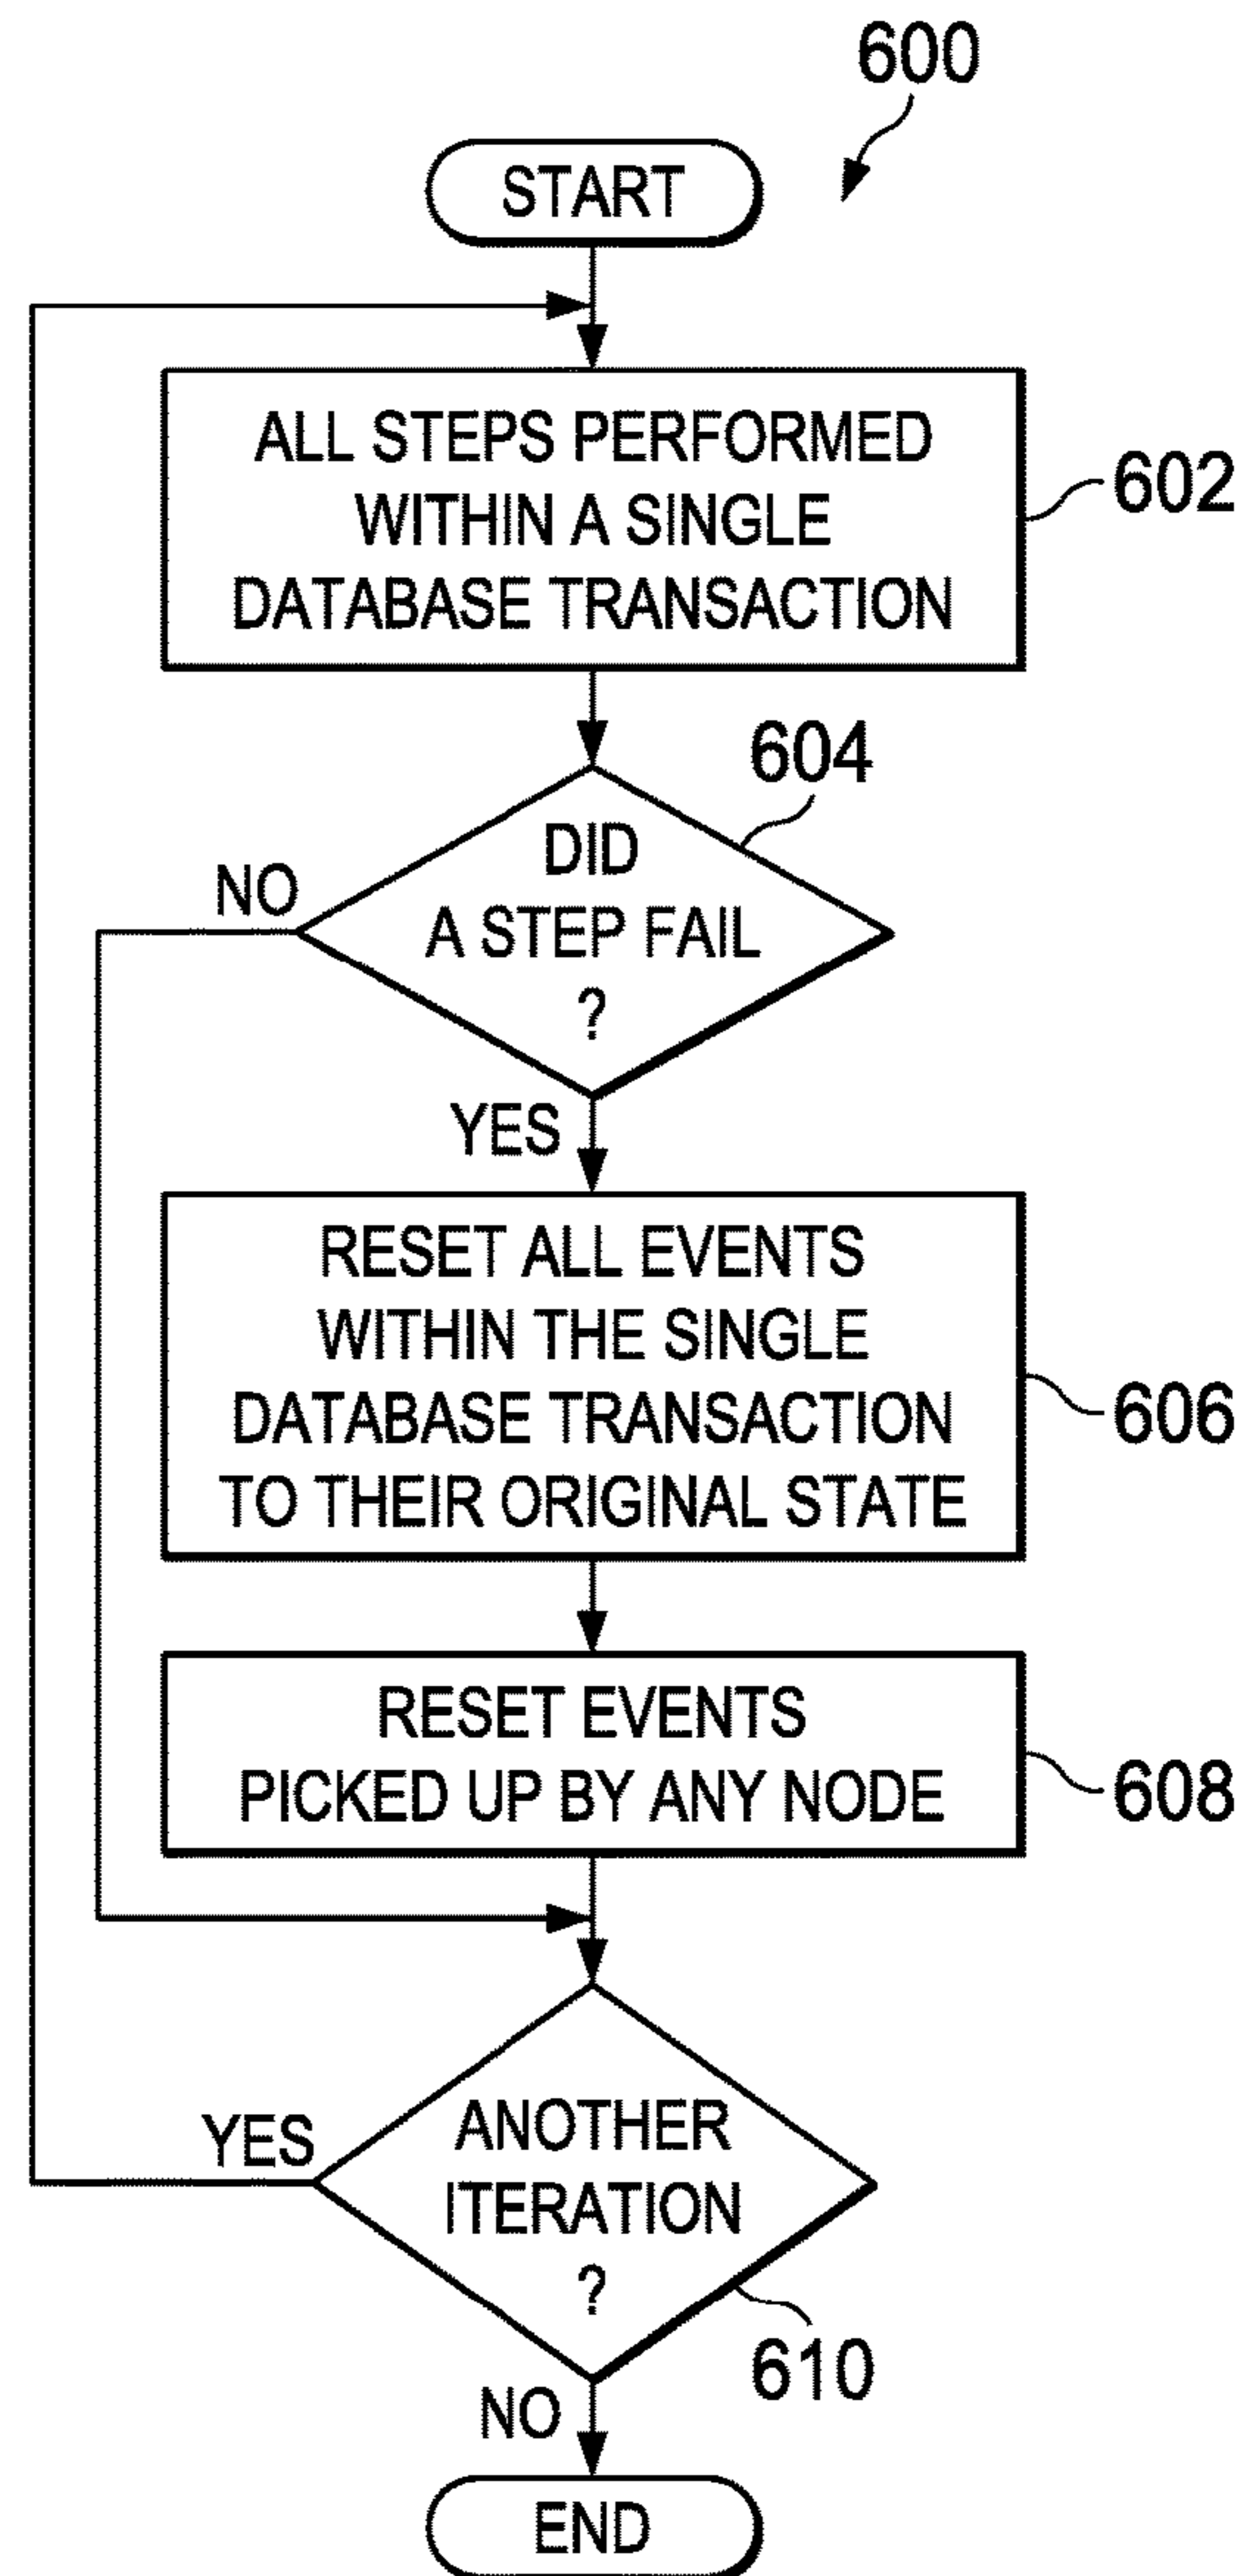 600
START
ALL STEPS PERFORMED
WITHIN A SINGLE
DATABASE TRANSACTION
602
604
DID
A STEP FAIL
?
NO
YES
RESET ALL EVENTS
WITHIN THE SINGLE
DATABASE TRANSACTION
TO THEIR ORIGINAL STATE
606
RESET EVENTS
PICKED UP BY ANY NODE
608
ANOTHER
ITERATION
?
YES
610
NO
END